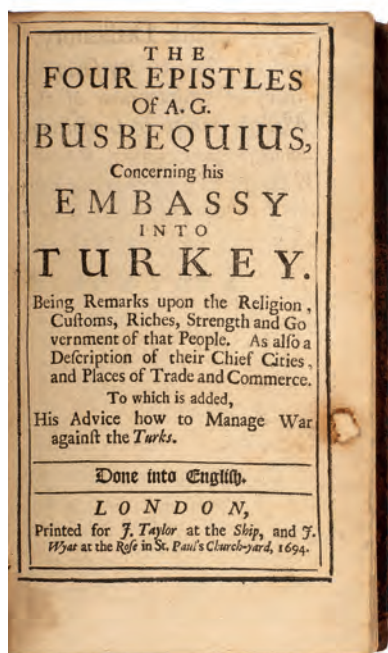 THE
FOUR EPISTLES
Of A. G.
BUSBEQUIUS,
Concerning his
EMBASSY
INTO
TURKEY.
Being Remarks upon the Religion,
Cuſtoms, Riches, Strength and Go
vernment of that People. As alſo a
Deſcription of their Chief Cities,
and Places of Trade and Commerce.
To which is added,
His Advice how to Manage War
againſt the Turks.
Done into Engliſh.
LONDON,
Printed for J. Taylor at the Ship, and J.
Wyat at the Roſe in St. Paul's Church-yard, 1694.